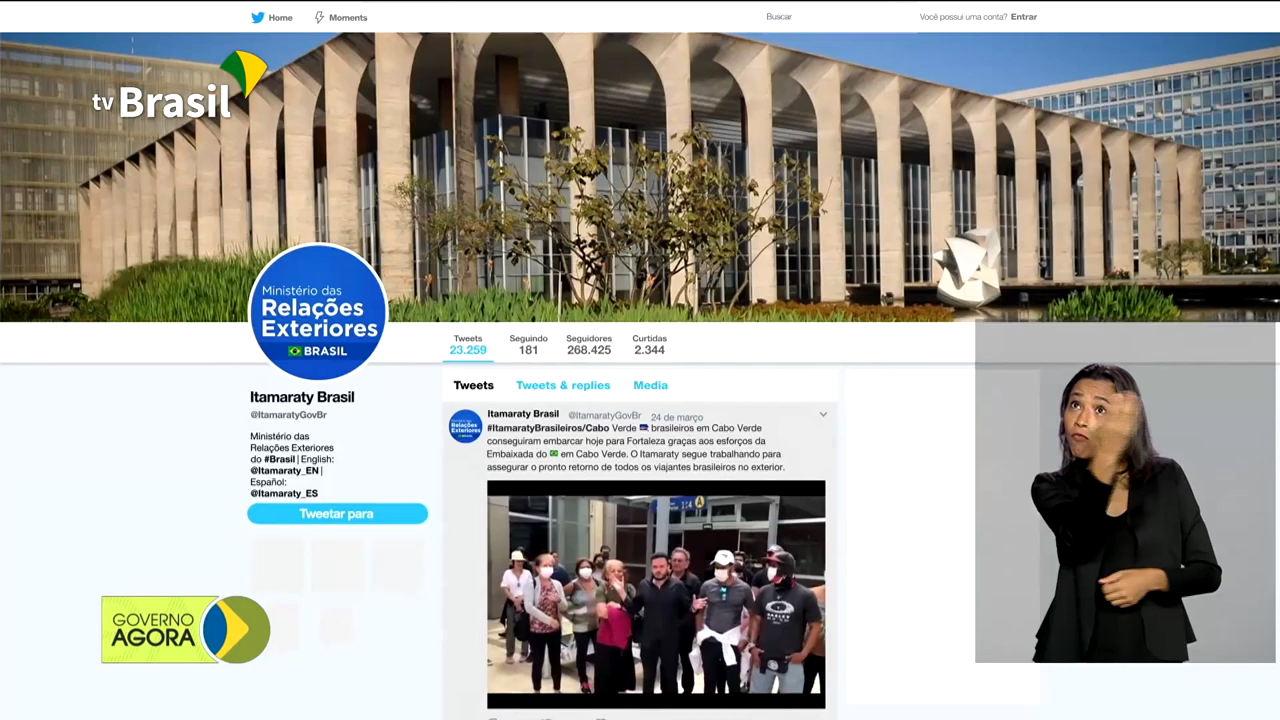 Home
Moments
Buscar
Você possui uma conta? Entrar
tv Brasil
Ministério das
Relações
Exteriores
BRASIL
Tweets
Seguindo
Seguidores
Curtidas
23.259
181
268.425
2.344
Itamaraty Brasil
@ItamaratyGovBr
Ministério das
Relações Exteriores
do #Brasil | English:
@Itamaraty_EN |
Español:
@Itamaraty_ES
Tweetar para
Tweets
Tweets & replies
Media
Itamaraty Brasil @ItamaratyGovBr 24 de março
#ItamaratyBrasileiros/Cabo Verde brasileiros em Cabo Verde
conseguiram embarcar hoje para Fortaleza graças aos esforços da
Embaixada do em Cabo Verde. O Itamaraty segue trabalhando para
assegurar o pronto retorno de todos os viajantes brasileiros no exterior.
GOVERNO
AGORA